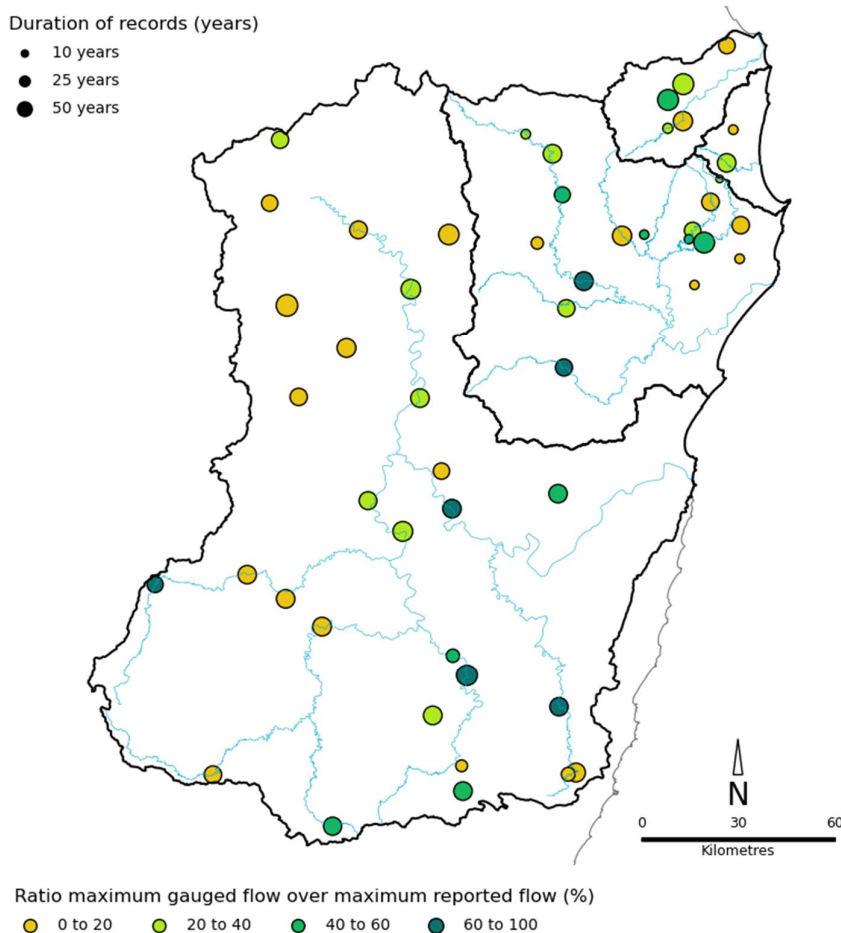 Duration of records (years)
10 years
25 years
50 years
N
0 30 60
Kilometres
Ratio maximum gauged flow over maximum reported flow (%)
0 to 20 20 to 40 40 to 60 60 to 100